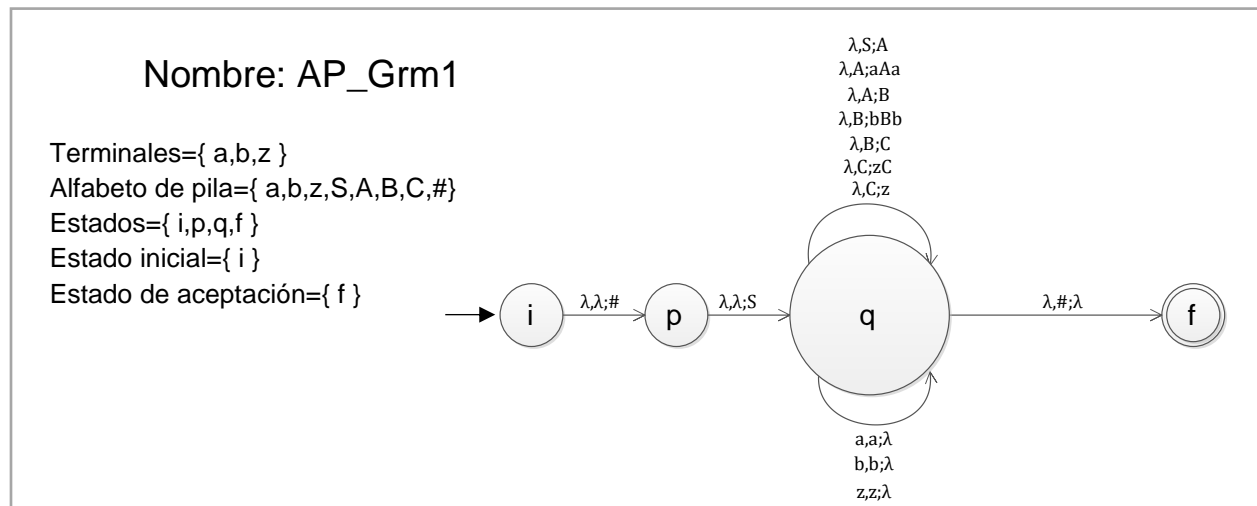 Nombre: AP_Grm1
Terminales={ a,b,z }
Alfabeto de pila={ a,b,z,S,A,B,C,#}
Estados={ i,p,q,f }
Estado inicial={ i }
Estado de aceptación={ f }
λ,S;A
λ,A;aAa
λ,A;B
λ,B;bBb
λ,B;C
λ,C;zC
λ,C;z
i
λ,λ;#
p
λ,λ;S
q
λ,#;λ
f
a,a;λ
b,b;λ
z,z;λ